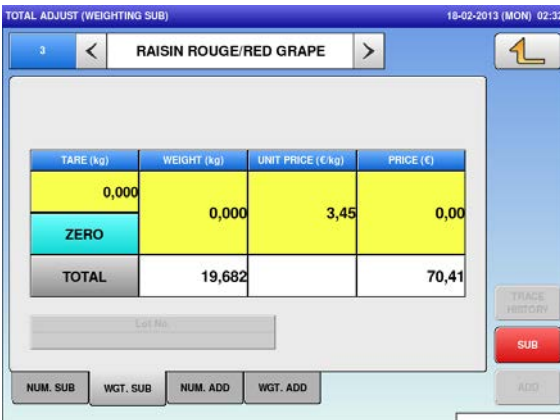 TOTAL ADJUST (WEIGHTING SUB) 18-02-2013 (MON) 02:32
3 < RAISIN ROUGE/RED GRAPE >
TARE (kg) WEIGHT (kg) UNIT PRICE (€/kg) PRICE (€)
0,000 0,000 3,45 0,00
ZERO
TOTAL 19,682 70,41
TRACE
HISTORY
Lot No.
SUB
NUM. SUB WGT. SUB NUM. ADD WGT. ADD ADD